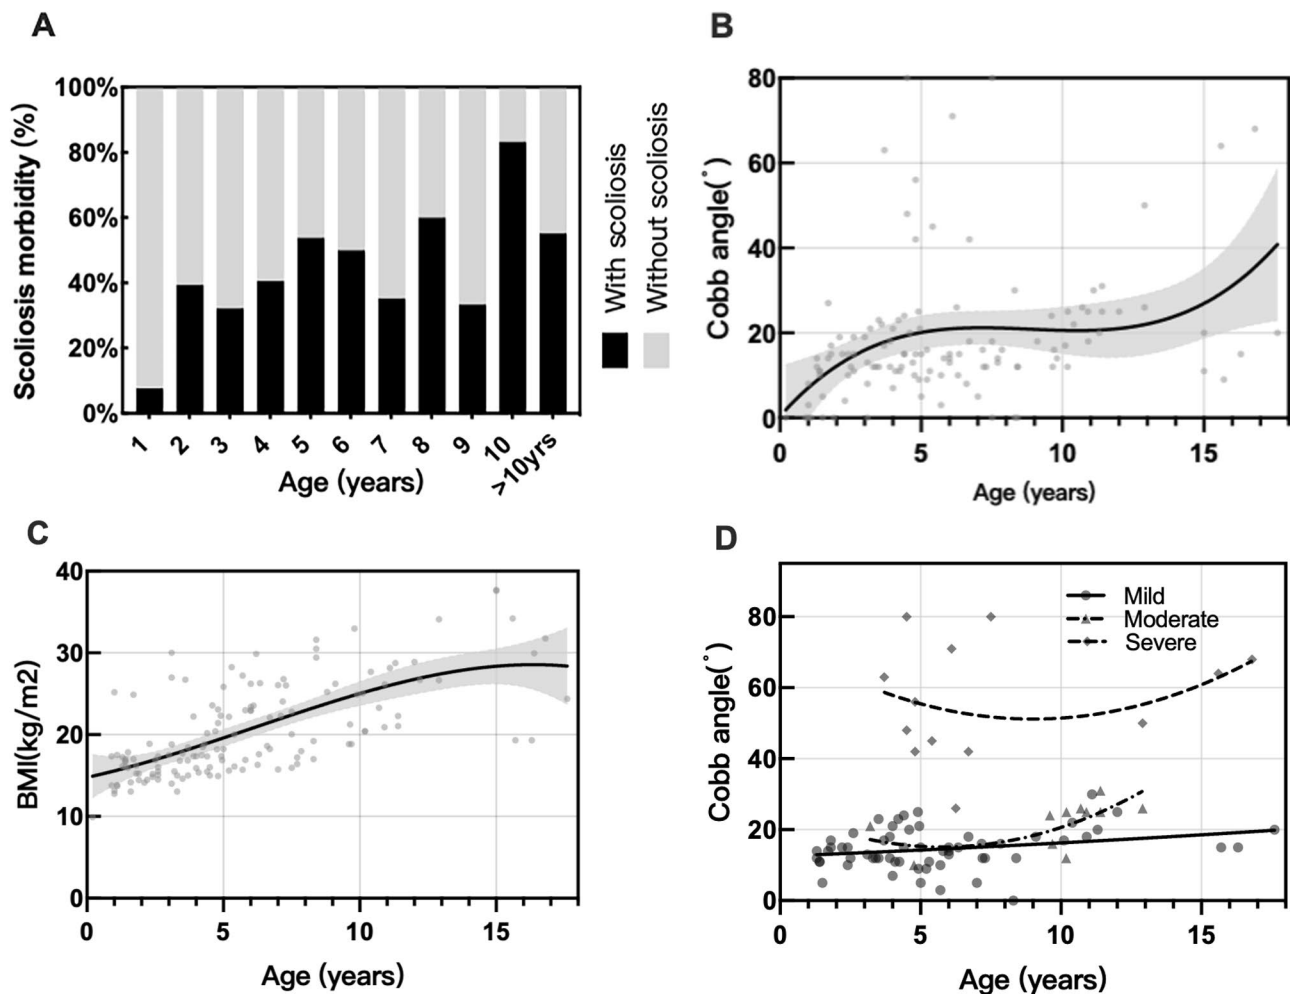 A
Scoliosis morbidity (%)
100%
80%
60%
40%
20%
0%
1
2
3
4
5
6
7
8
9
10
>10yrs
Age (years)
With scoliosis
Without scoliosis
B
Cobb angle(°)
80
60
40
20
0
0
5
10
15
Age (years)
C
BMI(kg/m2)
40
30
20
10
0
0
5
10
15
Age (years)
D
Cobb angle(°)
80
60
40
20
0
0
5
10
15
Age (years)
Mild
Moderate
Severe